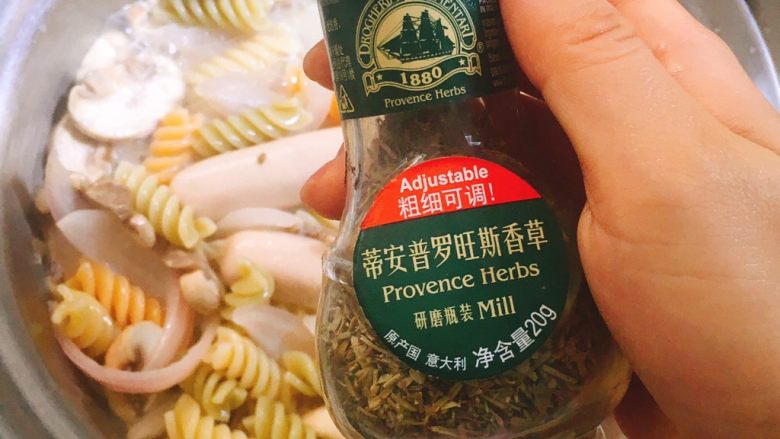 DROGHERIA & ALIMENTARI
1880
Provence Herbs
Adjustable
粗细可调!
蒂安普罗旺斯香草
Provence Herbs
研磨瓶装 Mill
原产国 意大利 净含量20g